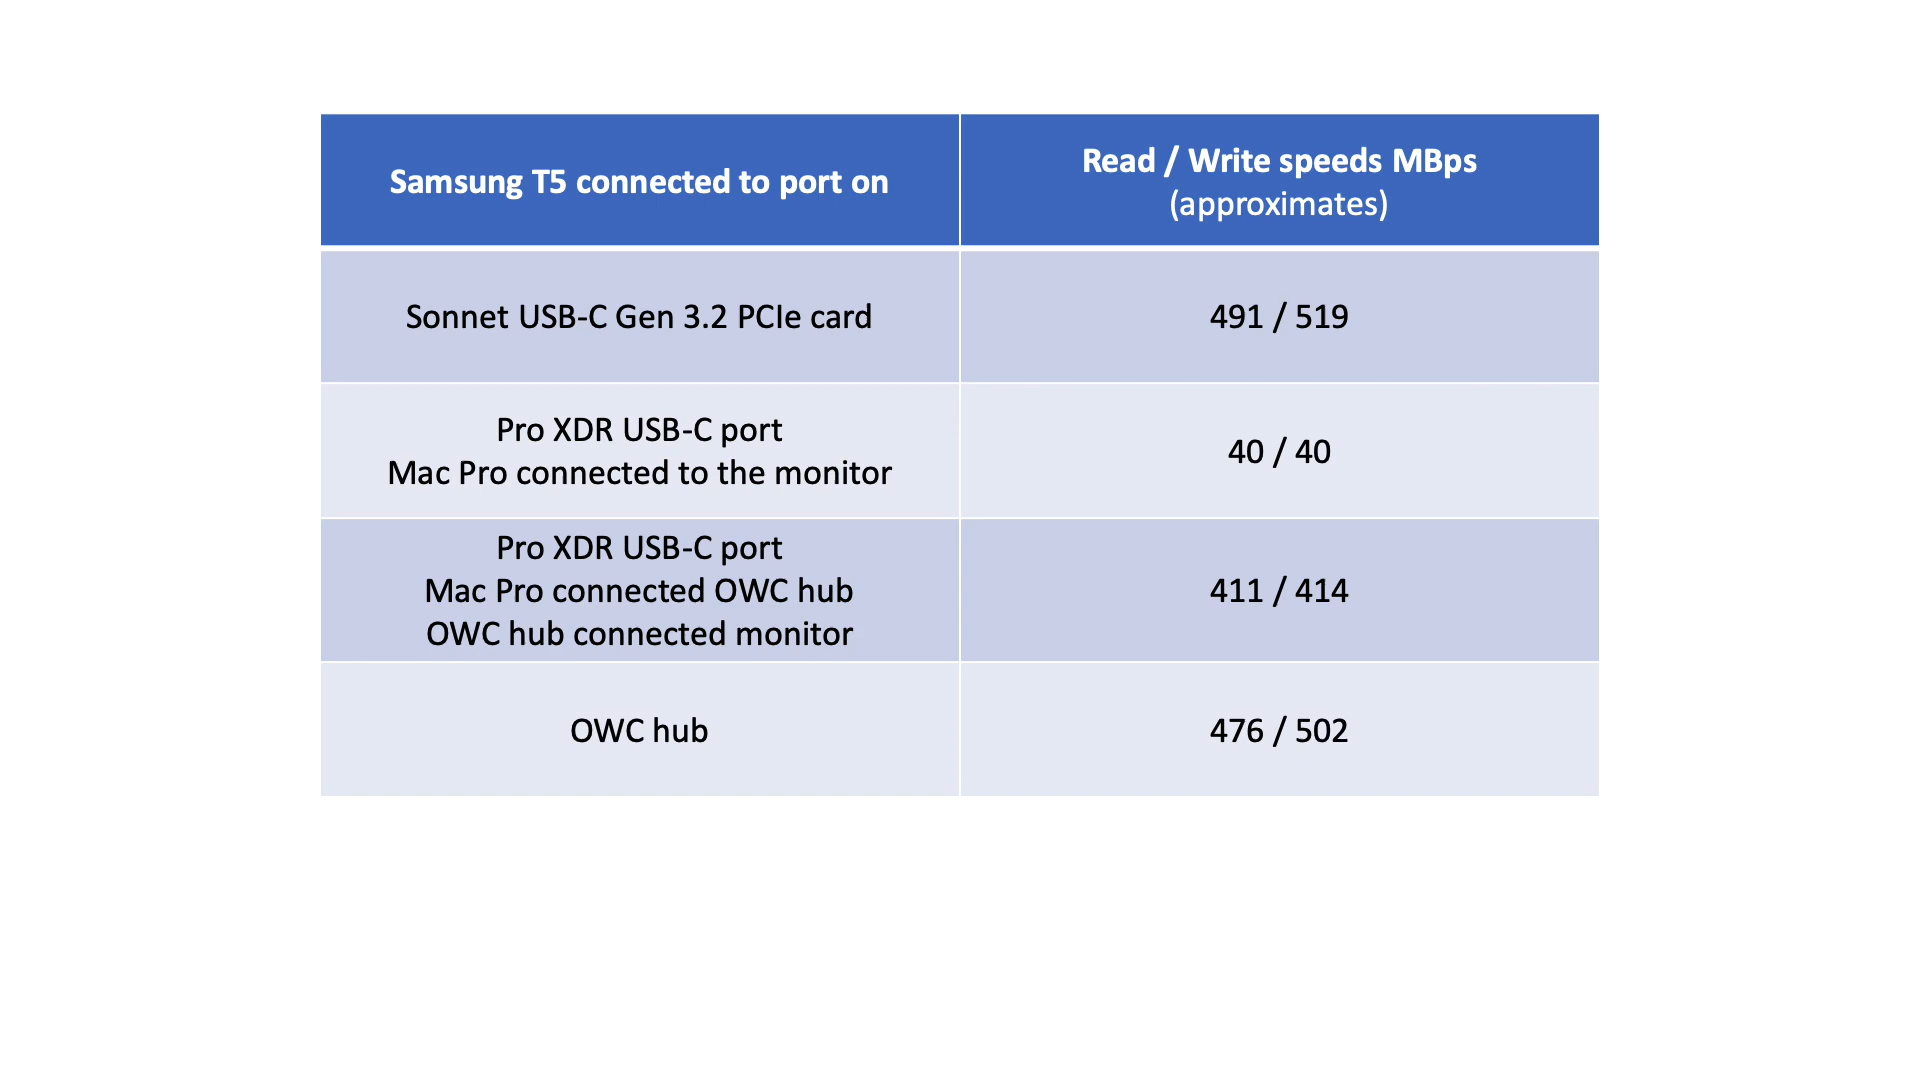 Samsung T5 connected to port on
Read / Write speeds MBps
(approximates)
Sonnet USB-C Gen 3.2 PCIe card
491 / 519
Pro XDR USB-C port
Mac Pro connected to the monitor
40 / 40
Pro XDR USB-C port
Mac Pro connected OWC hub
OWC hub connected monitor
411 / 414
OWC hub
476 / 502